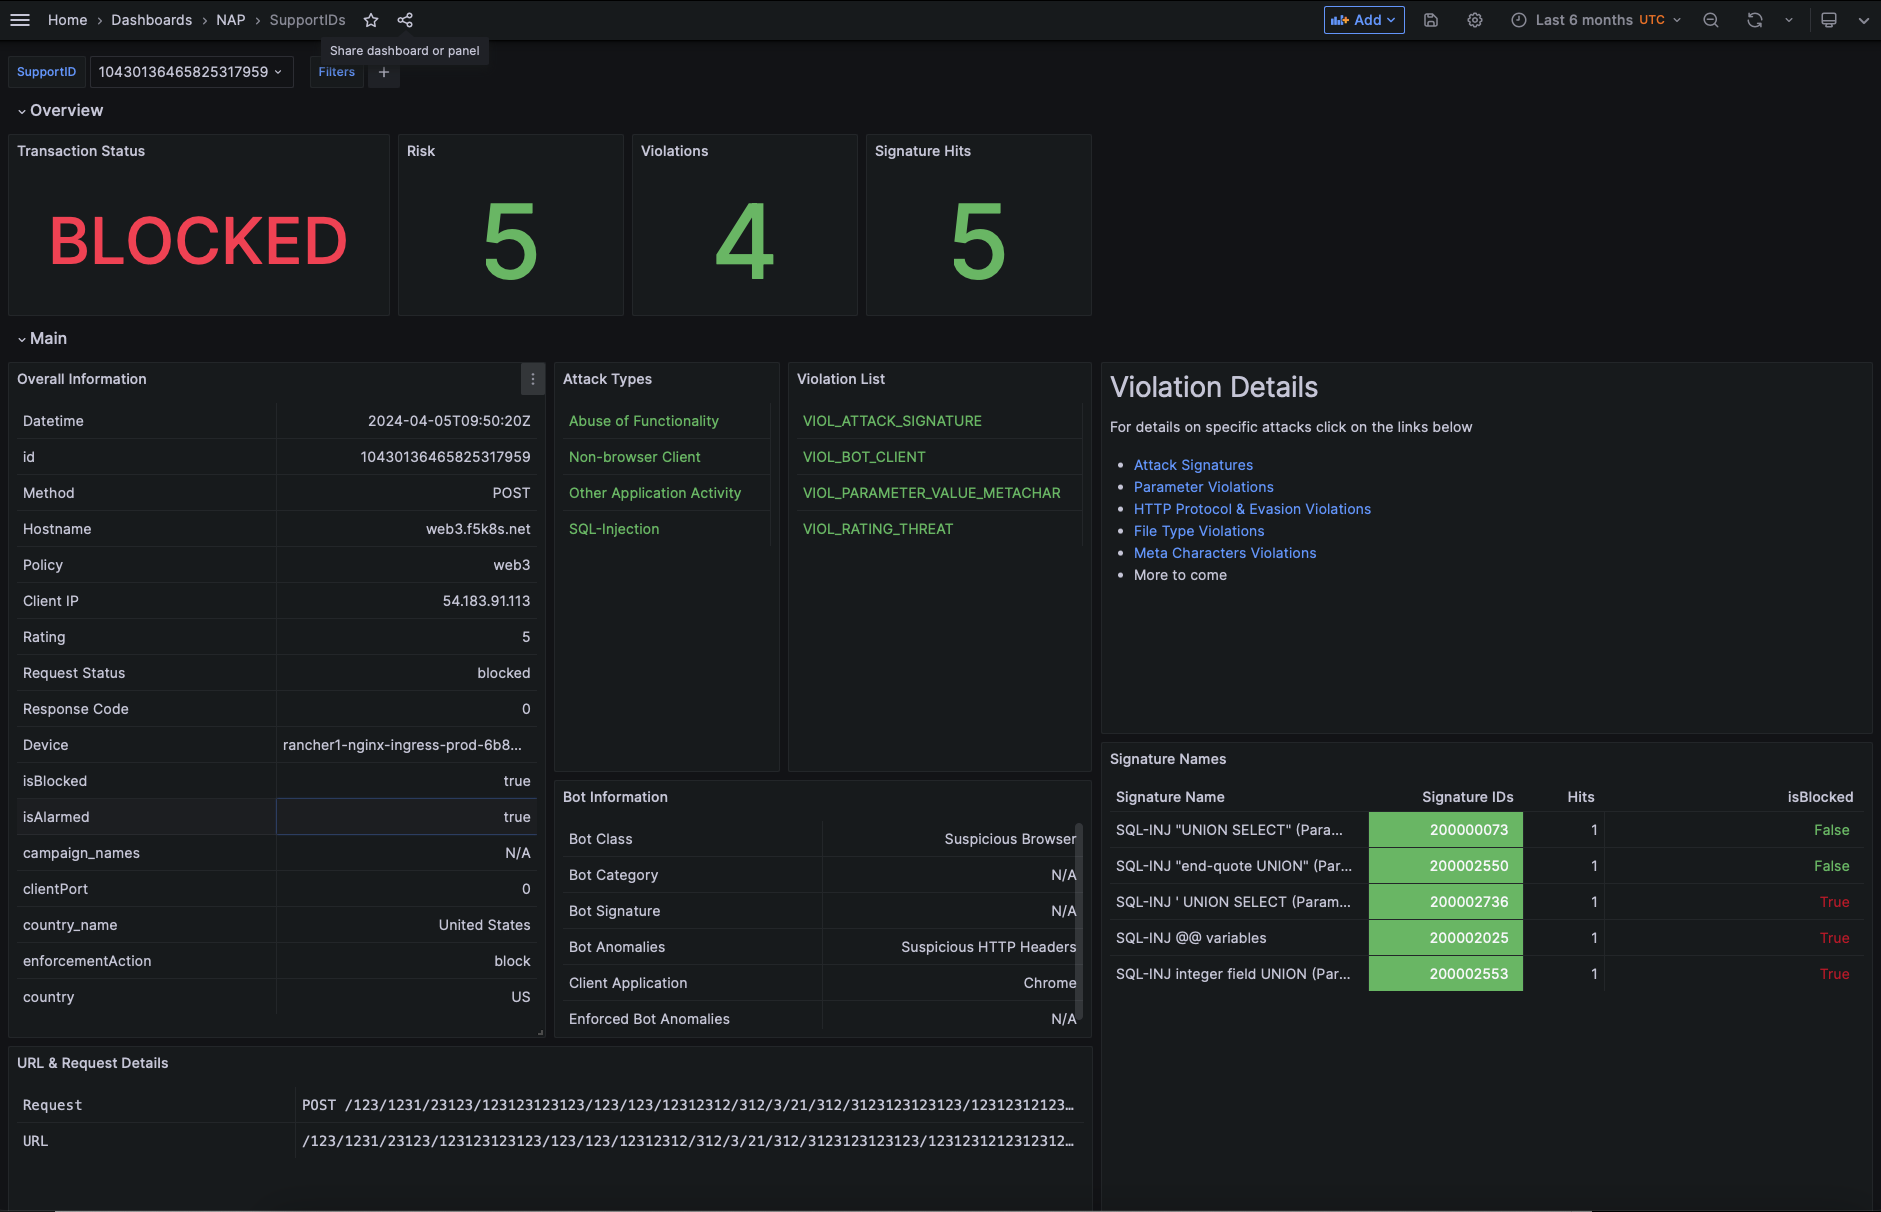 Home › Dashboards › NAP › SupportIDs
Add
Last 6 months UTC
Share dashboard or panel
SupportID 10430136465825317959
Filters +
Overview
Transaction Status
BLOCKED
Risk
5
Violations
4
Signature Hits
5
Main
Overall Information
Datetime 2024-04-05T09:50:20Z
id 10430136465825317959
Method POST
Hostname web3.f5k8s.net
Policy web3
Client IP 54.183.91.113
Rating 5
Request Status blocked
Response Code 0
Device rancher1-nginx-ingress-prod-6b8...
isBlocked true
isAlarmed true
campaign_names N/A
clientPort 0
country_name United States
enforcementAction block
country US
Attack Types
Abuse of Functionality
Non-browser Client
Other Application Activity
SQL-Injection
Violation List
VIOL_ATTACK_SIGNATURE
VIOL_BOT_CLIENT
VIOL_PARAMETER_VALUE_METACHAR
VIOL_RATING_THREAT
Bot Information
Bot Class Suspicious Browser
Bot Category N/A
Bot Signature N/A
Bot Anomalies Suspicious HTTP Headers
Client Application Chrome
Enforced Bot Anomalies N/A
Violation Details
For details on specific attacks click on the links below
• Attack Signatures
• Parameter Violations
• HTTP Protocol & Evasion Violations
• File Type Violations
• Meta Characters Violations
• More to come
Signature Names
Signature Name Signature IDs Hits isBlocked
SQL-INJ "UNION SELECT" (Para... 200000073 1 False
SQL-INJ "end-quote UNION" (Par... 200002550 1 False
SQL-INJ ' UNION SELECT (Param... 200002736 1 True
SQL-INJ @@ variables 200002025 1 True
SQL-INJ integer field UNION (Par... 200002553 1 True
URL & Request Details
Request POST /123/1231/23123/123123123123/123/123/12312312/312/3/21/312/3123123123123/12312312123…
URL /123/1231/23123/123123123123/123/123/12312312/312/3/21/312/3123123123123/1231231212312312…